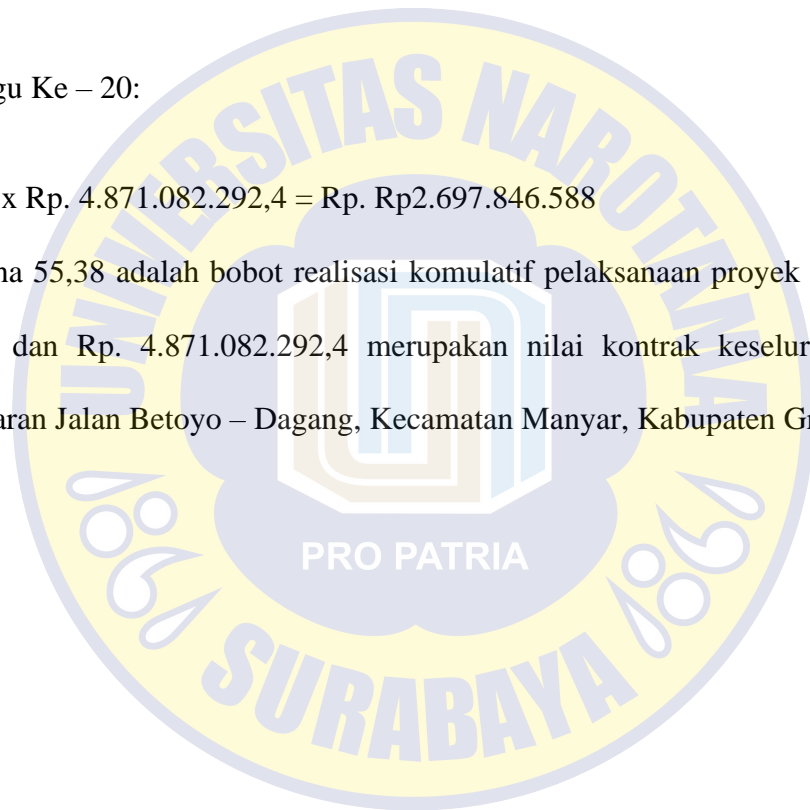 gu Ke – 20:
x Rp. 4.871.082.292,4 = Rp. Rp2.697.846.588
na 55,38 adalah bobot realisasi komulatif pelaksanaan proyek
dan Rp. 4.871.082.292,4 merupakan nilai kontrak keselur
aran Jalan Betoyo – Dagang, Kecamatan Manyar, Kabupaten Gr
UNIVERSITAS NAROTAMA
PRO PATRIA
SURABAYA